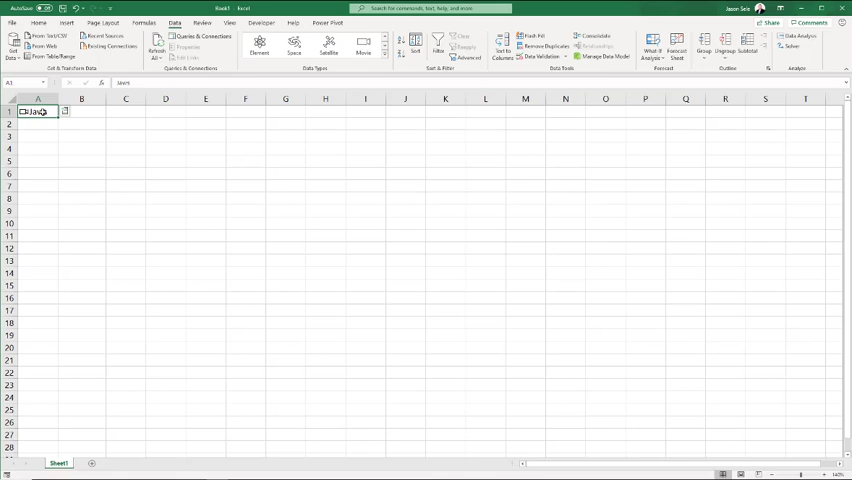 AutoSave Off
Book1 - Excel
Search for commands, text, help, and more...
Jason Sele
File Home Insert Page Layout Formulas Data Review View Developer Help Power Pivot
Share Comments
Get Data
From Text/CSV
From Web
From Table/Range
Recent Sources
Existing Connections
Get & Transform Data
Refresh All
Queries & Connections
Properties
Queries & Connections
Element Space Satellite Movie
Data Types
Sort Filter
Clear
Reapply
Advanced
Sort & Filter
Text to Columns
Flash Fill
Remove Duplicates
Data Validation
Consolidate
Relationships
Manage Data Model
Data Tools
What If Analysis
Forecast Sheet
Forecast
Group Ungroup Subtotal
Outline
Data Analysis
Solver
Analyze
A1
fx Jaws
A B C D E F G H I J K L M N O P Q R S T
1 Jaws
2
3
4
5
6
7
8
9
10
11
12
13
14
15
16
17
18
19
20
21
22
23
24
25
26
27
28
Sheet1
140%